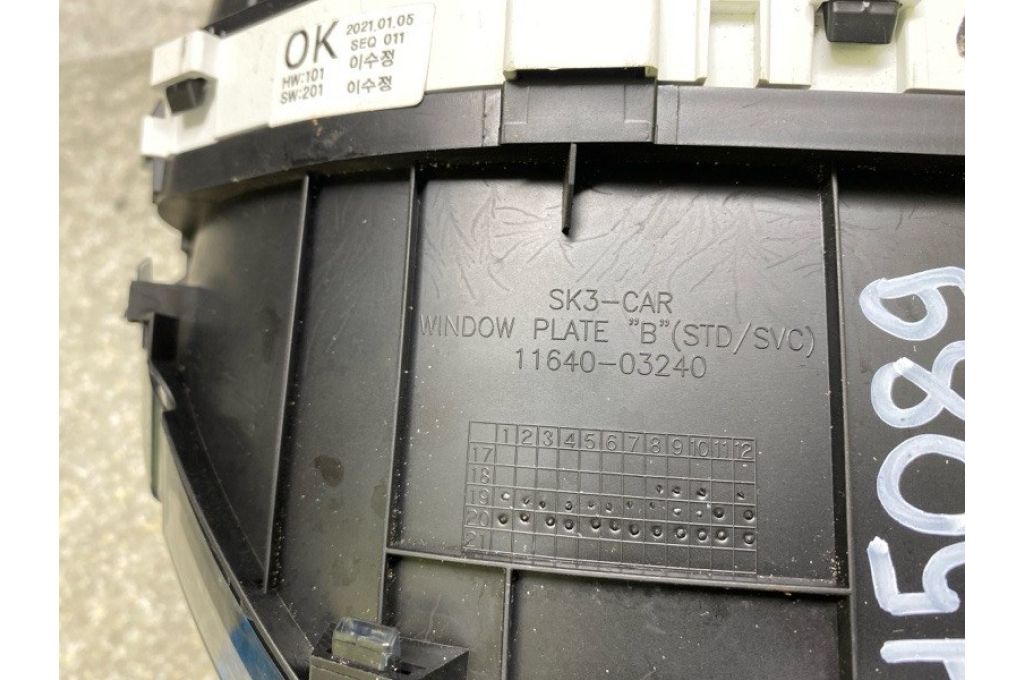 OK 2021.01.05
SEQ 011
HW:101 이수정
SW:201 이수정
SK3-CAR
WINDOW PLATE "B"(STD/SVC)
11640-03240
1 2 3 4 5 6 7 8 9 10 11 12
17
18
19
20
21
45089